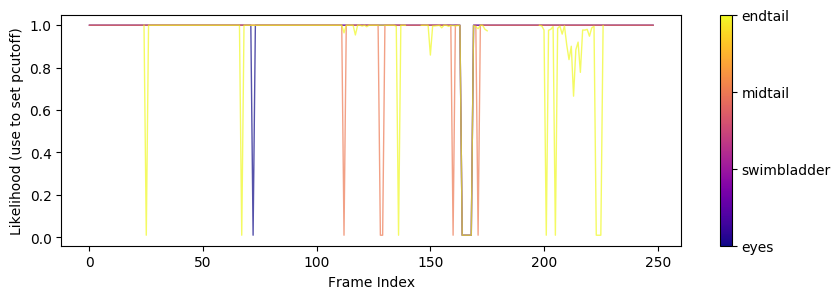 Likelihood (use to set pcutoff)
1.0
0.8
0.6
0.4
0.2
0.0
0
50
100
150
200
250
Frame Index
endtail
midtail
swimbladder
eyes